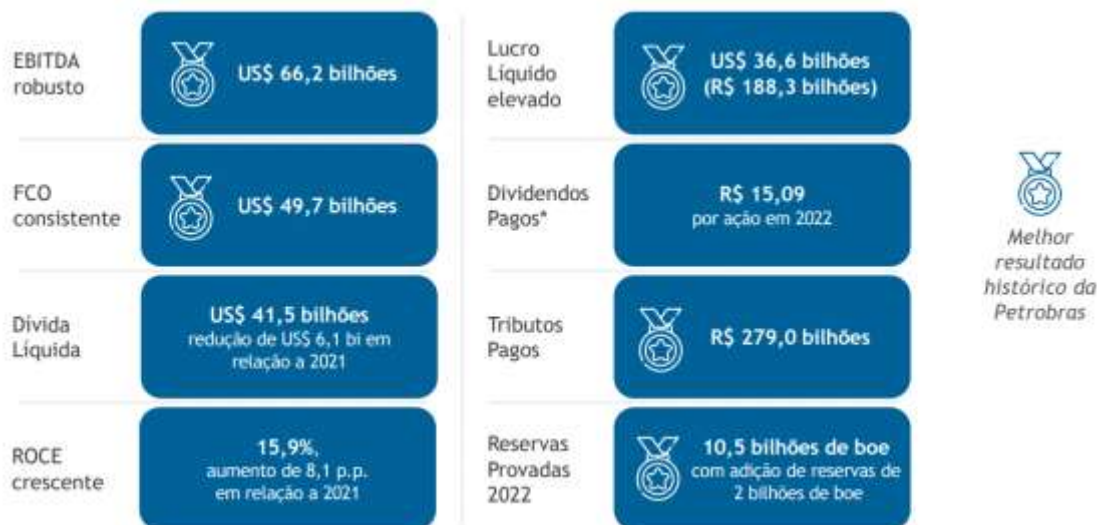 EBITDA
robusto
US$ 66,2 bilhões
FCO
consistente
US$ 49,7 bilhões
Dívida
Líquida
US$ 41,5 bilhões
redução de US$ 6,1 bi em
relação a 2021
ROCE
crescente
15,9%,
aumento de 8,1 p.p.
em relação a 2021
Lucro
Líquido
elevado
US$ 36,6 bilhões
(R$ 188,3 bilhões)
Dividendos
Pagos*
R$ 15,09
por ação em 2022
Tributos
Pagos
R$ 279,0 bilhões
Reservas
Provadas
2022
10,5 bilhões de boe
com adição de reservas de
2 bilhões de boe
Melhor
resultado
histórico da
Petrobras